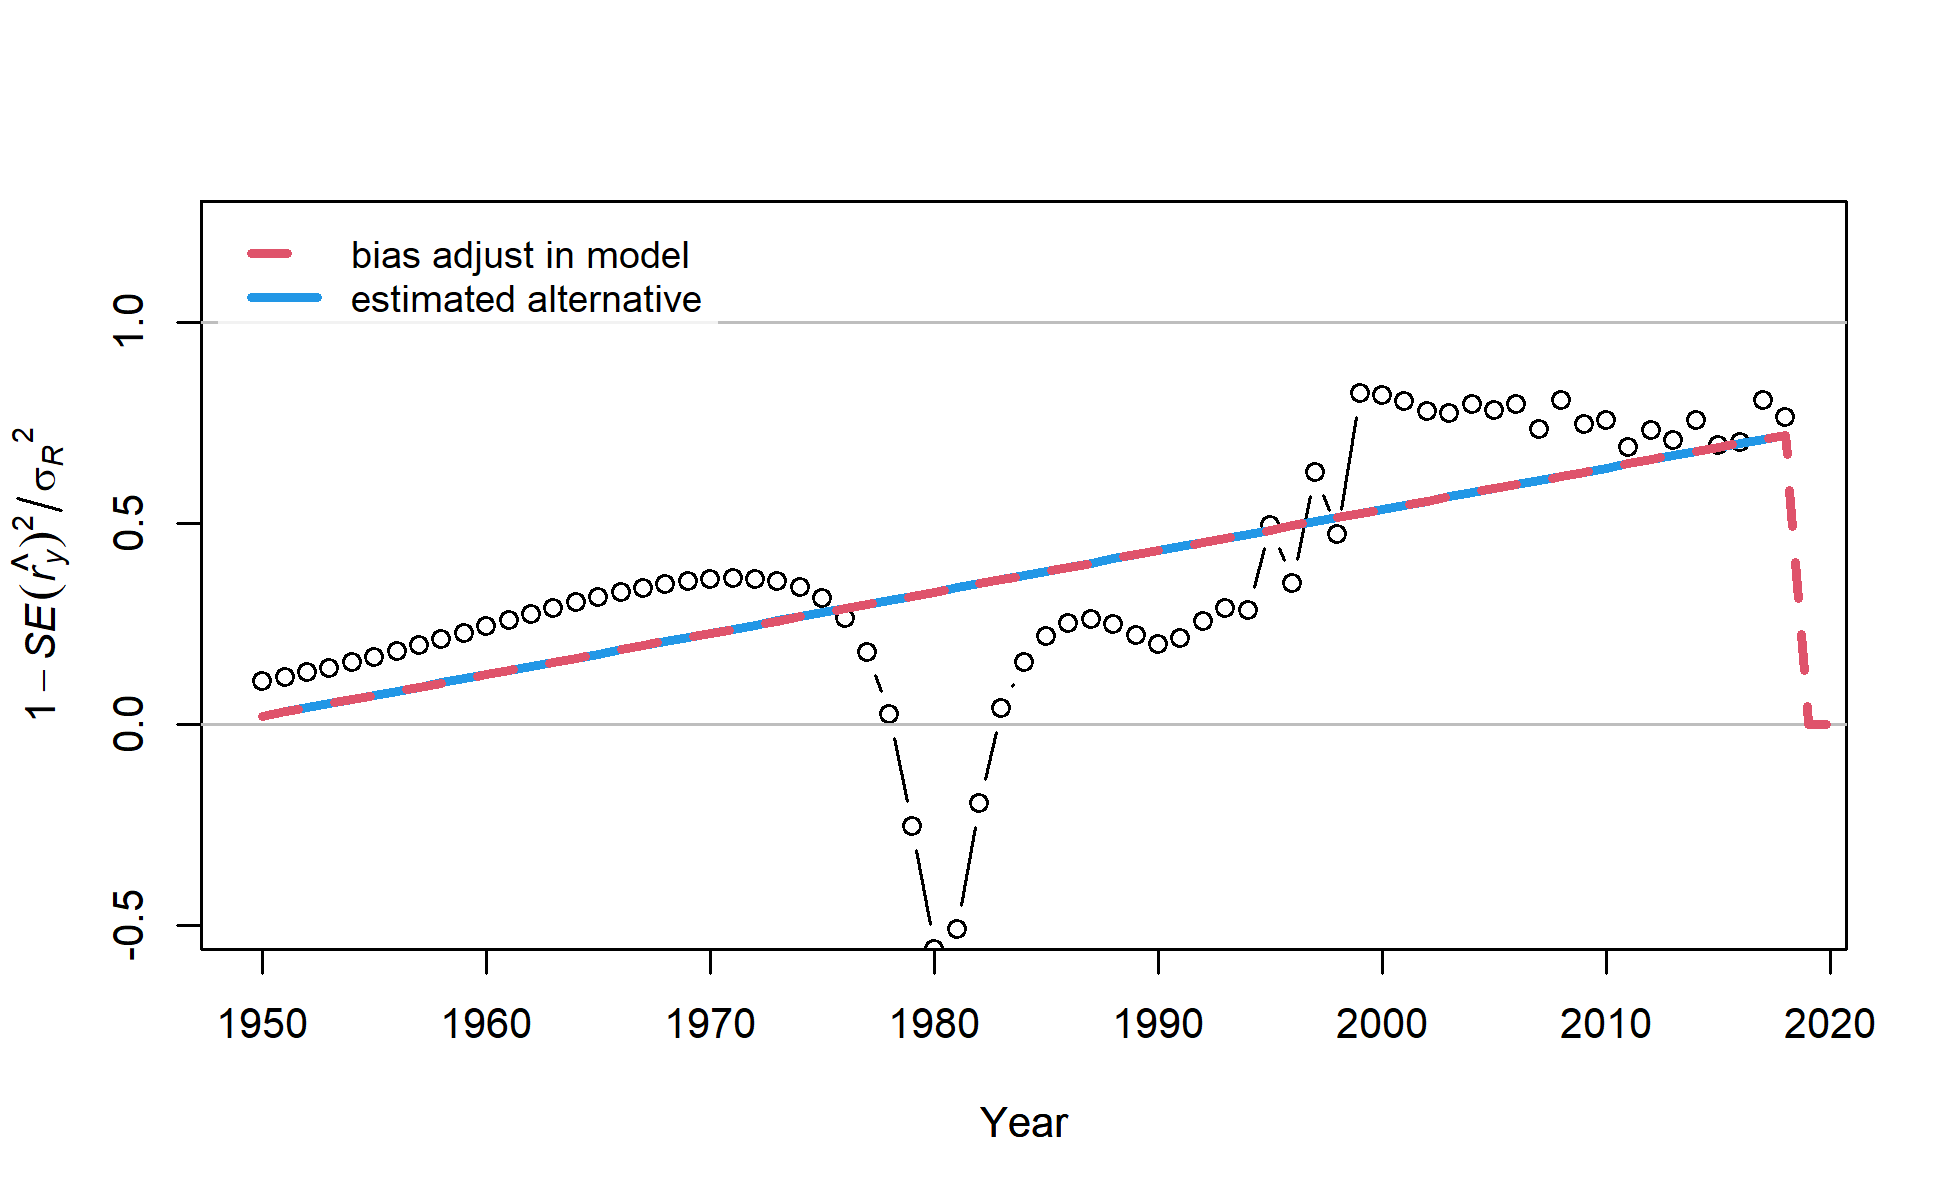 bias adjust in model
estimated alternative
1 − SE(r̂y)²/σR²
1.0
0.5
0.0
-0.5
1950 1960 1970 1980 1990 2000 2010 2020
Year